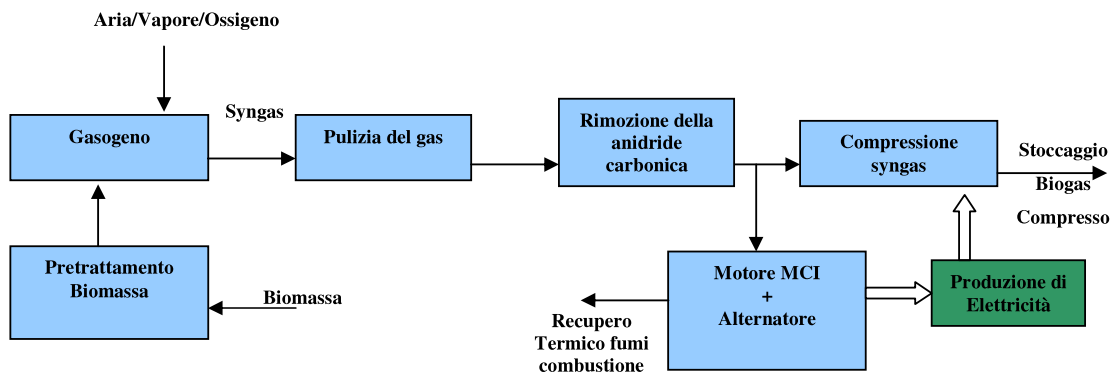 Aria/Vapore/Ossigeno
Gasogeno
Syngas
Pulizia del gas
Rimozione della
anidride
carbonica
Compressione
syngas
Stoccaggio
Biogas
Compresso
Pretrattamento
Biomassa
Biomassa
Motore MCI
+
Alternatore
Produzione di
Elettricità
Recupero
Termico fumi
combustione